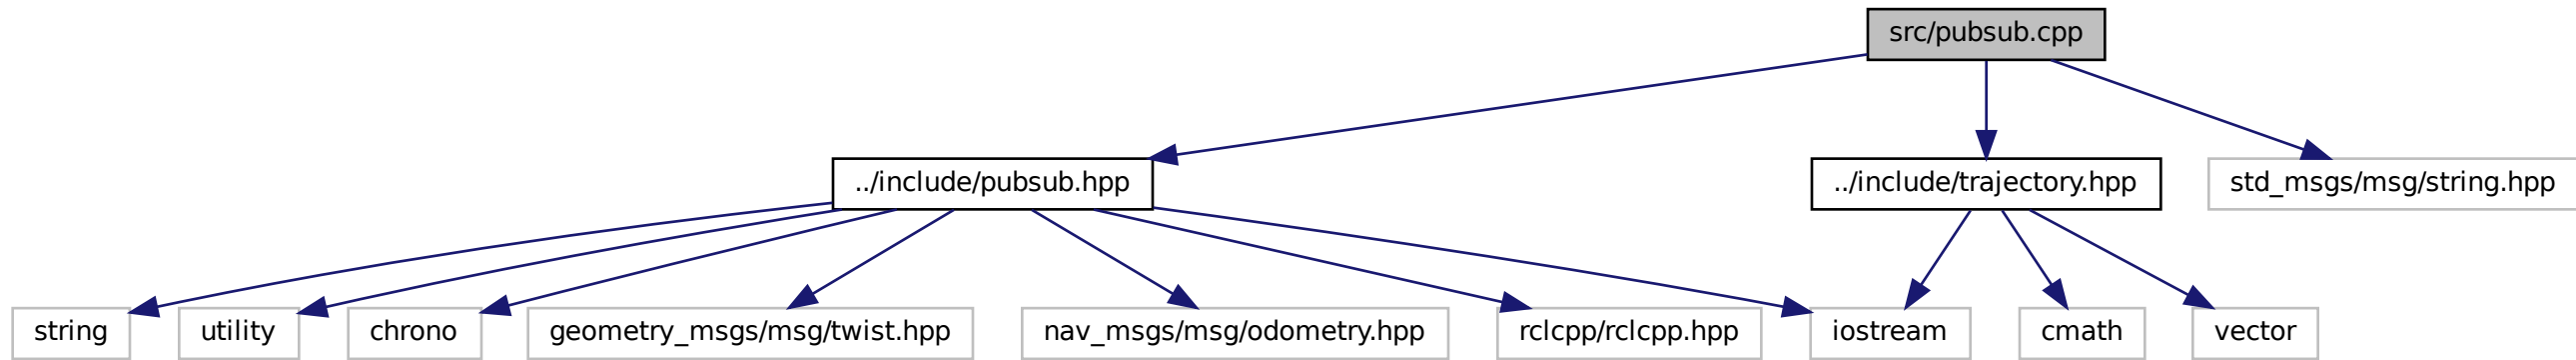 src/pubsub.cpp
../include/pubsub.hpp
../include/trajectory.hpp
std_msgs/msg/string.hpp
string
utility
chrono
geometry_msgs/msg/twist.hpp
nav_msgs/msg/odometry.hpp
rclcpp/rclcpp.hpp
iostream
cmath
vector